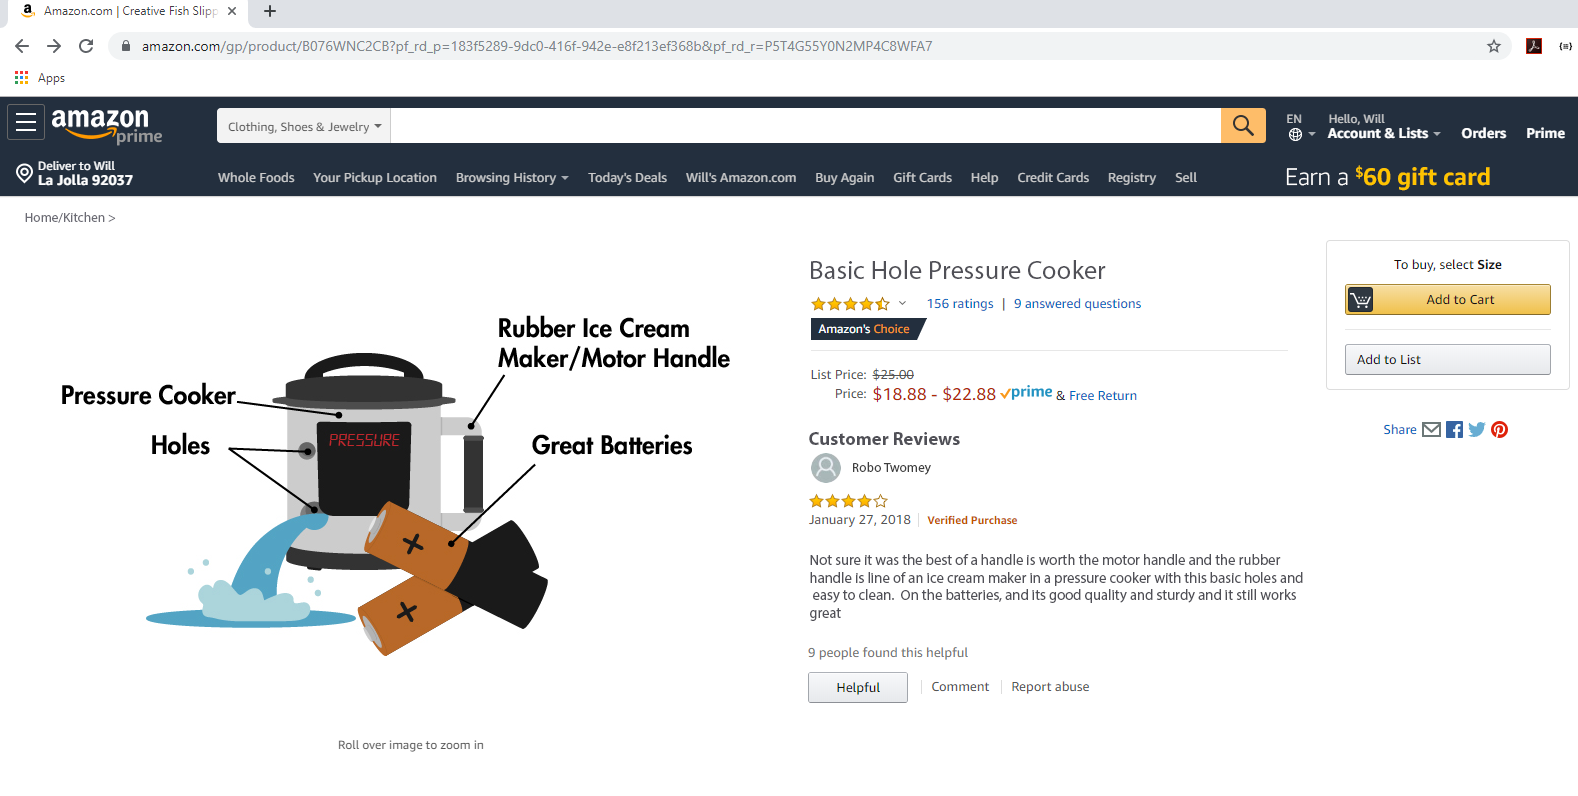 Amazon.com | Creative Fish Slipp
amazon.com/gp/product/B076WNC2CB?pf_rd_p=183f5289-9dc0-416f-942e-e8f213ef368b&pf_rd_r=P5T4G55Y0N2MP4C8WFA7
Apps
amazon prime
Clothing, Shoes & Jewelry
EN
Hello, Will
Account & Lists
Orders
Prime
Deliver to Will
La Jolla 92037
Whole Foods Your Pickup Location Browsing History Today's Deals Will's Amazon.com Buy Again Gift Cards Help Credit Cards Registry Sell
Earn a $60 gift card
Home/Kitchen >
Rubber Ice Cream
Maker/Motor Handle
Pressure Cooker
PRESSURE
Holes
Great Batteries
Roll over image to zoom in
Basic Hole Pressure Cooker
156 ratings | 9 answered questions
Amazon's Choice
List Price: $25.00
Price: $18.88 - $22.88 prime & Free Return
Customer Reviews
Robo Twomey
January 27, 2018 | Verified Purchase
Not sure it was the best of a handle is worth the motor handle and the rubber
handle is line of an ice cream maker in a pressure cooker with this basic holes and
easy to clean. On the batteries, and its good quality and sturdy and it still works
great
9 people found this helpful
Helpful | Comment | Report abuse
To buy, select Size
Add to Cart
Add to List
Share